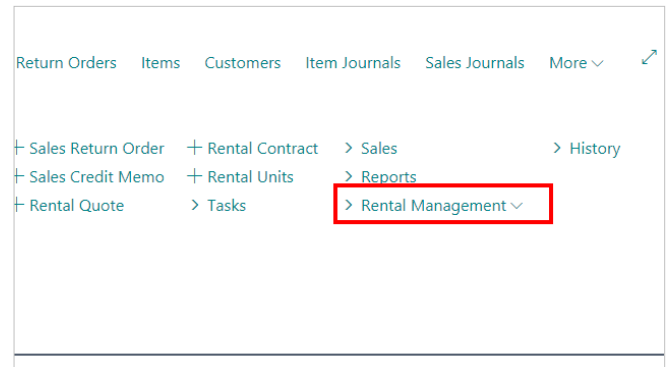 Return Orders Items Customers Item Journals Sales Journals More
+ Sales Return Order + Rental Contract > Sales > History
+ Sales Credit Memo + Rental Units > Reports
+ Rental Quote > Tasks > Rental Management